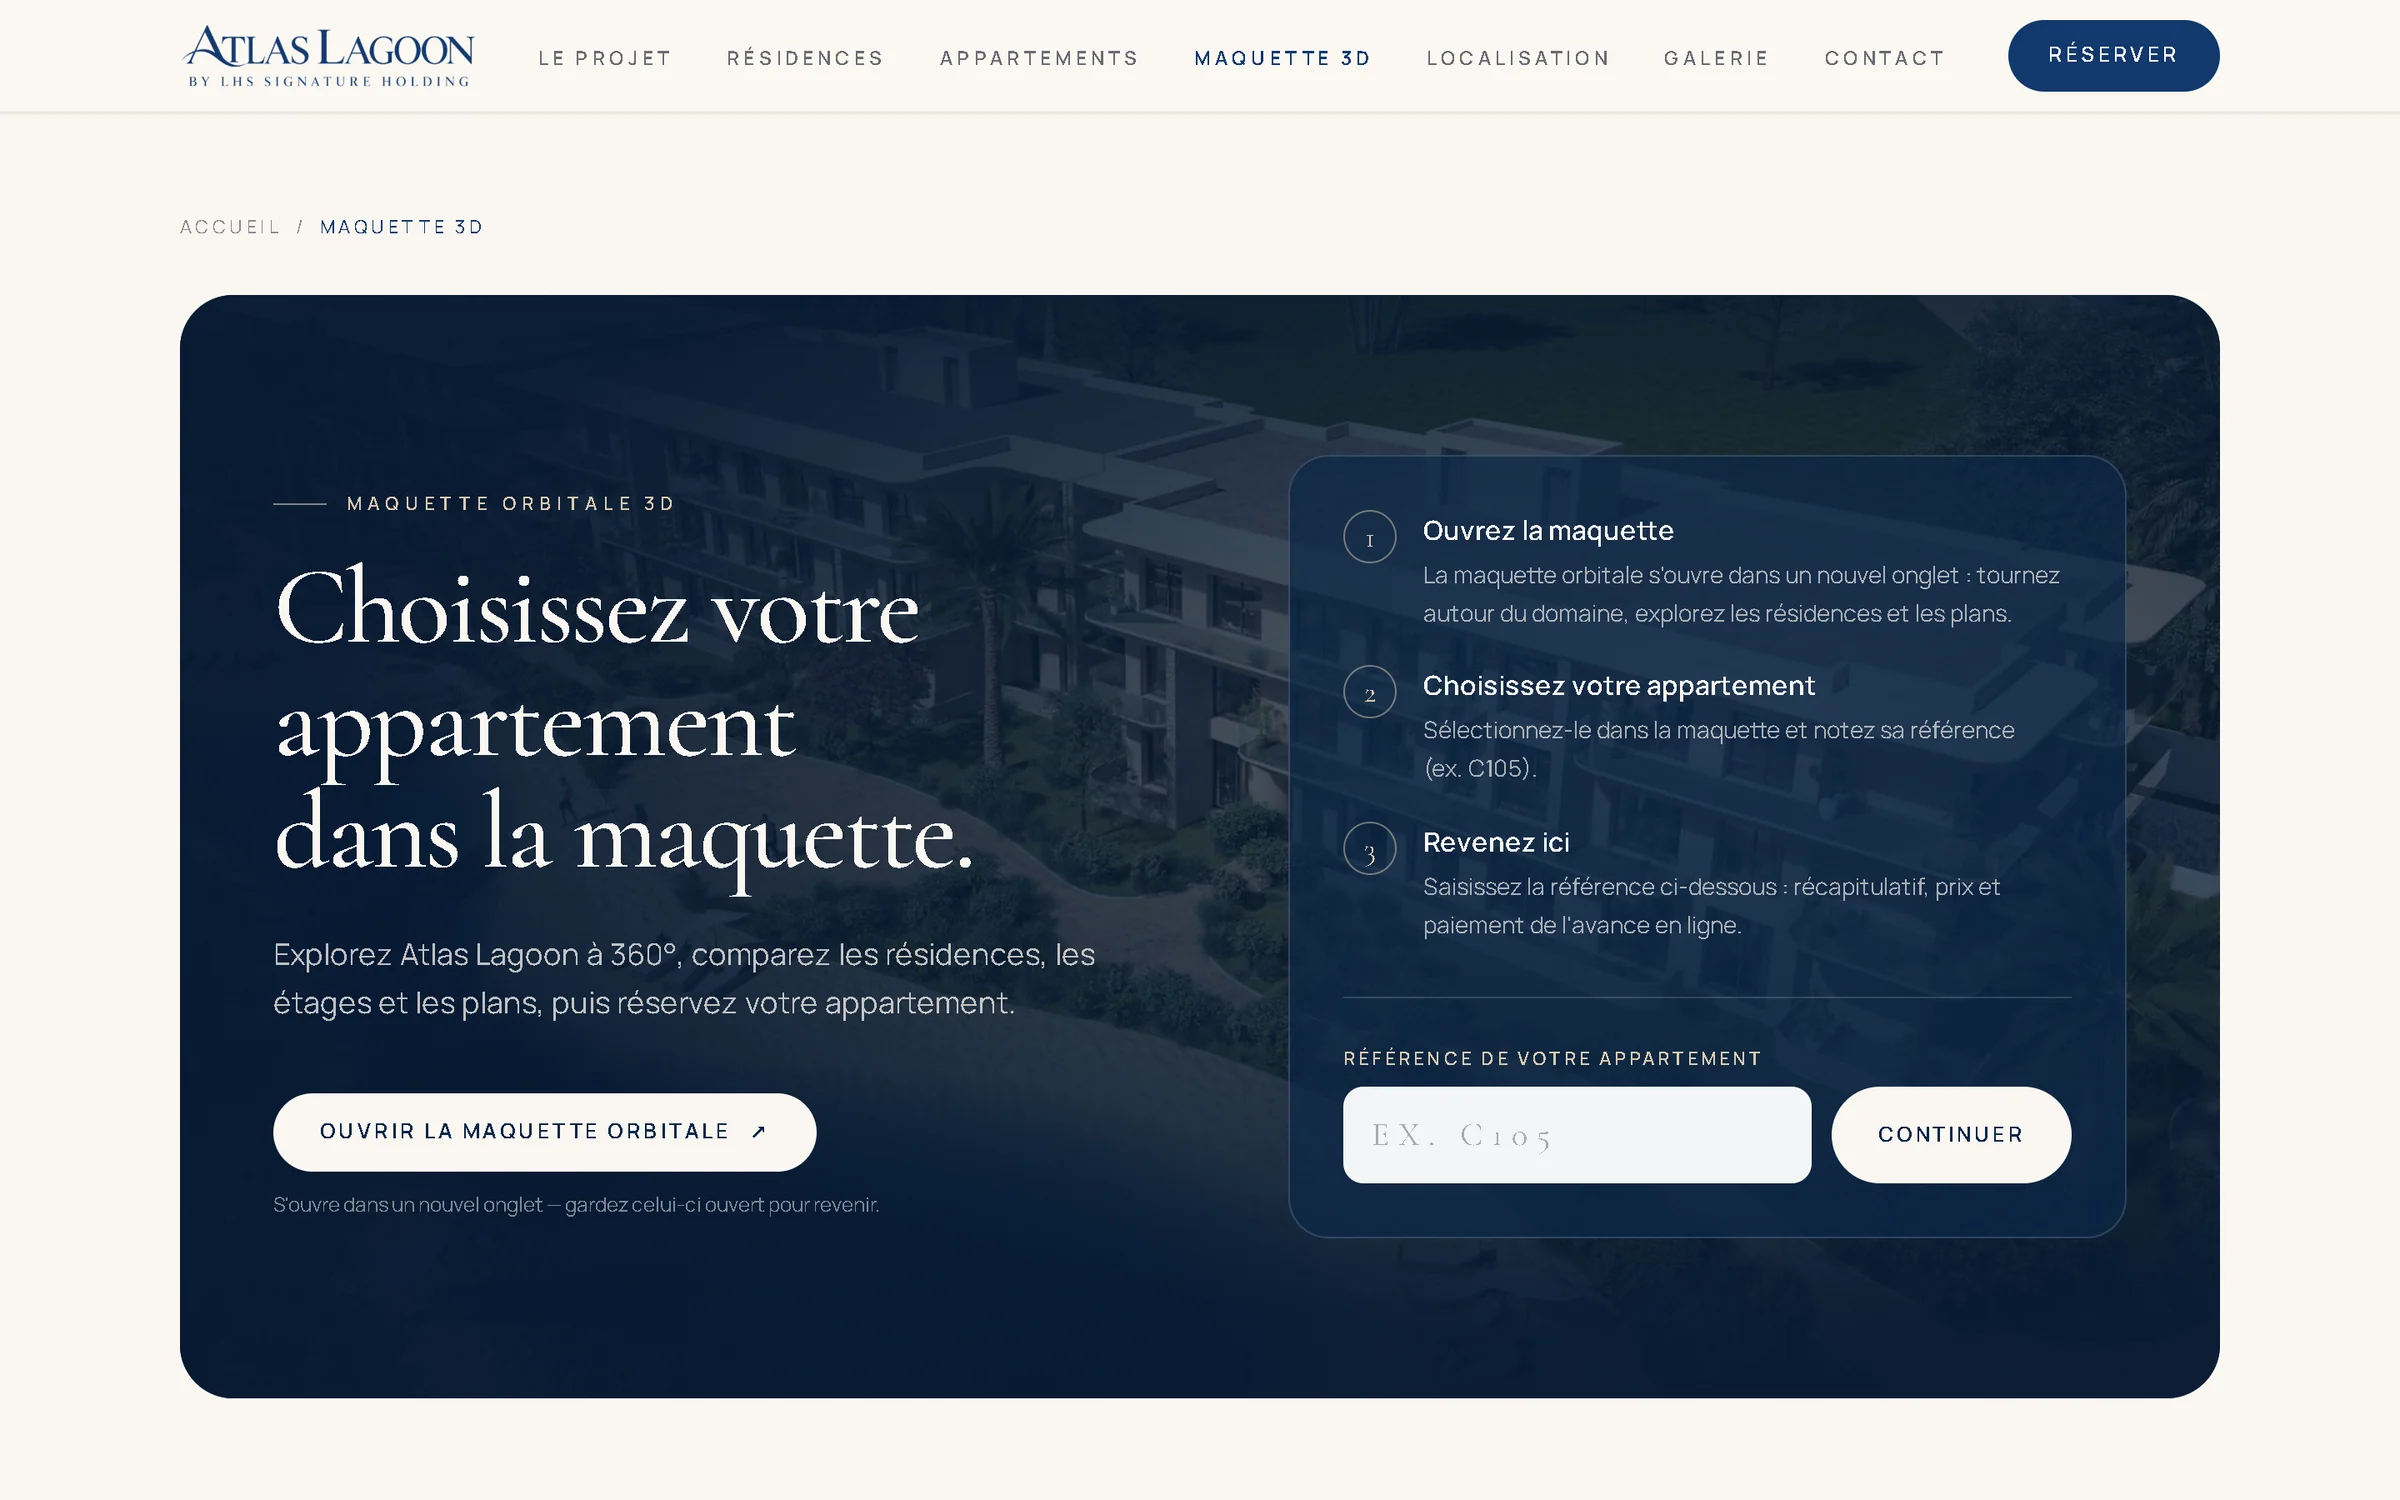 ATLAS LAGOON
BY LHS SIGNATURE HOLDING
LE PROJET
RÉSIDENCES
APPARTEMENTS
MAQUETTE 3D
LOCALISATION
GALERIE
CONTACT
RÉSERVER
ACCUEIL / MAQUETTE 3D
MAQUETTE ORBITALE 3D
Choisissez votre
appartement
dans la maquette.
Explorez Atlas Lagoon à 360°, comparez les résidences, les
étages et les plans, puis réservez votre appartement.
OUVRIR LA MAQUETTE ORBITALE ↗
S'ouvre dans un nouvel onglet — gardez celui-ci ouvert pour revenir.
1
Ouvrez la maquette
La maquette orbitale s'ouvre dans un nouvel onglet : tournez
autour du domaine, explorez les résidences et les plans.
2
Choisissez votre appartement
Sélectionnez-le dans la maquette et notez sa référence
(ex. C105).
3
Revenez ici
Saisissez la référence ci-dessous : récapitulatif, prix et
paiement de l'avance en ligne.
RÉFÉRENCE DE VOTRE APPARTEMENT
EX. C105
CONTINUER